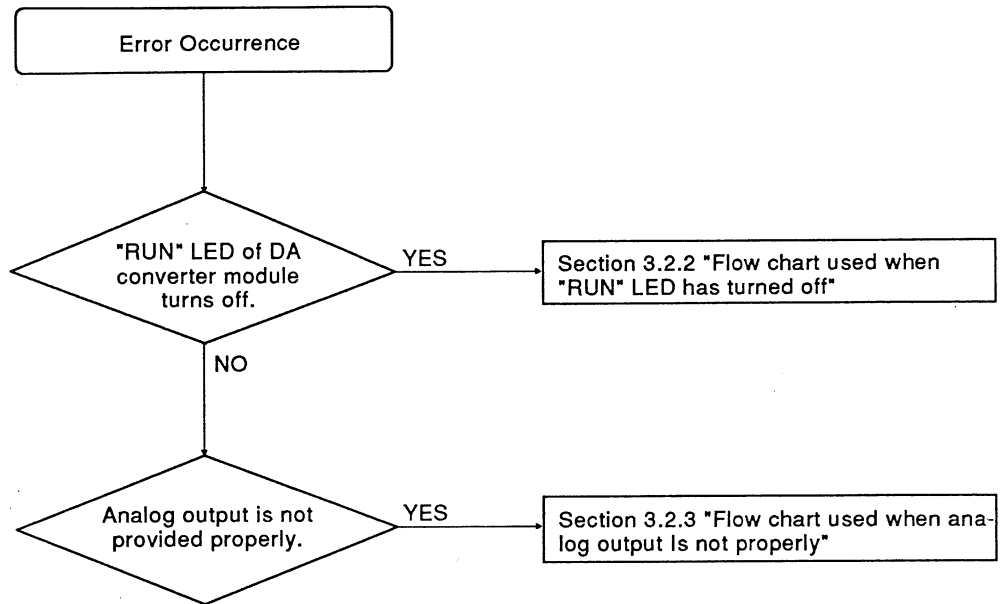 Error Occurrence
"RUN" LED of DA
converter module
turns off.
YES
Section 3.2.2 "Flow chart used when
"RUN" LED has turned off"
NO
Analog output is not
provided properly.
YES
Section 3.2.3 "Flow chart used when ana-
log output Is not properly"